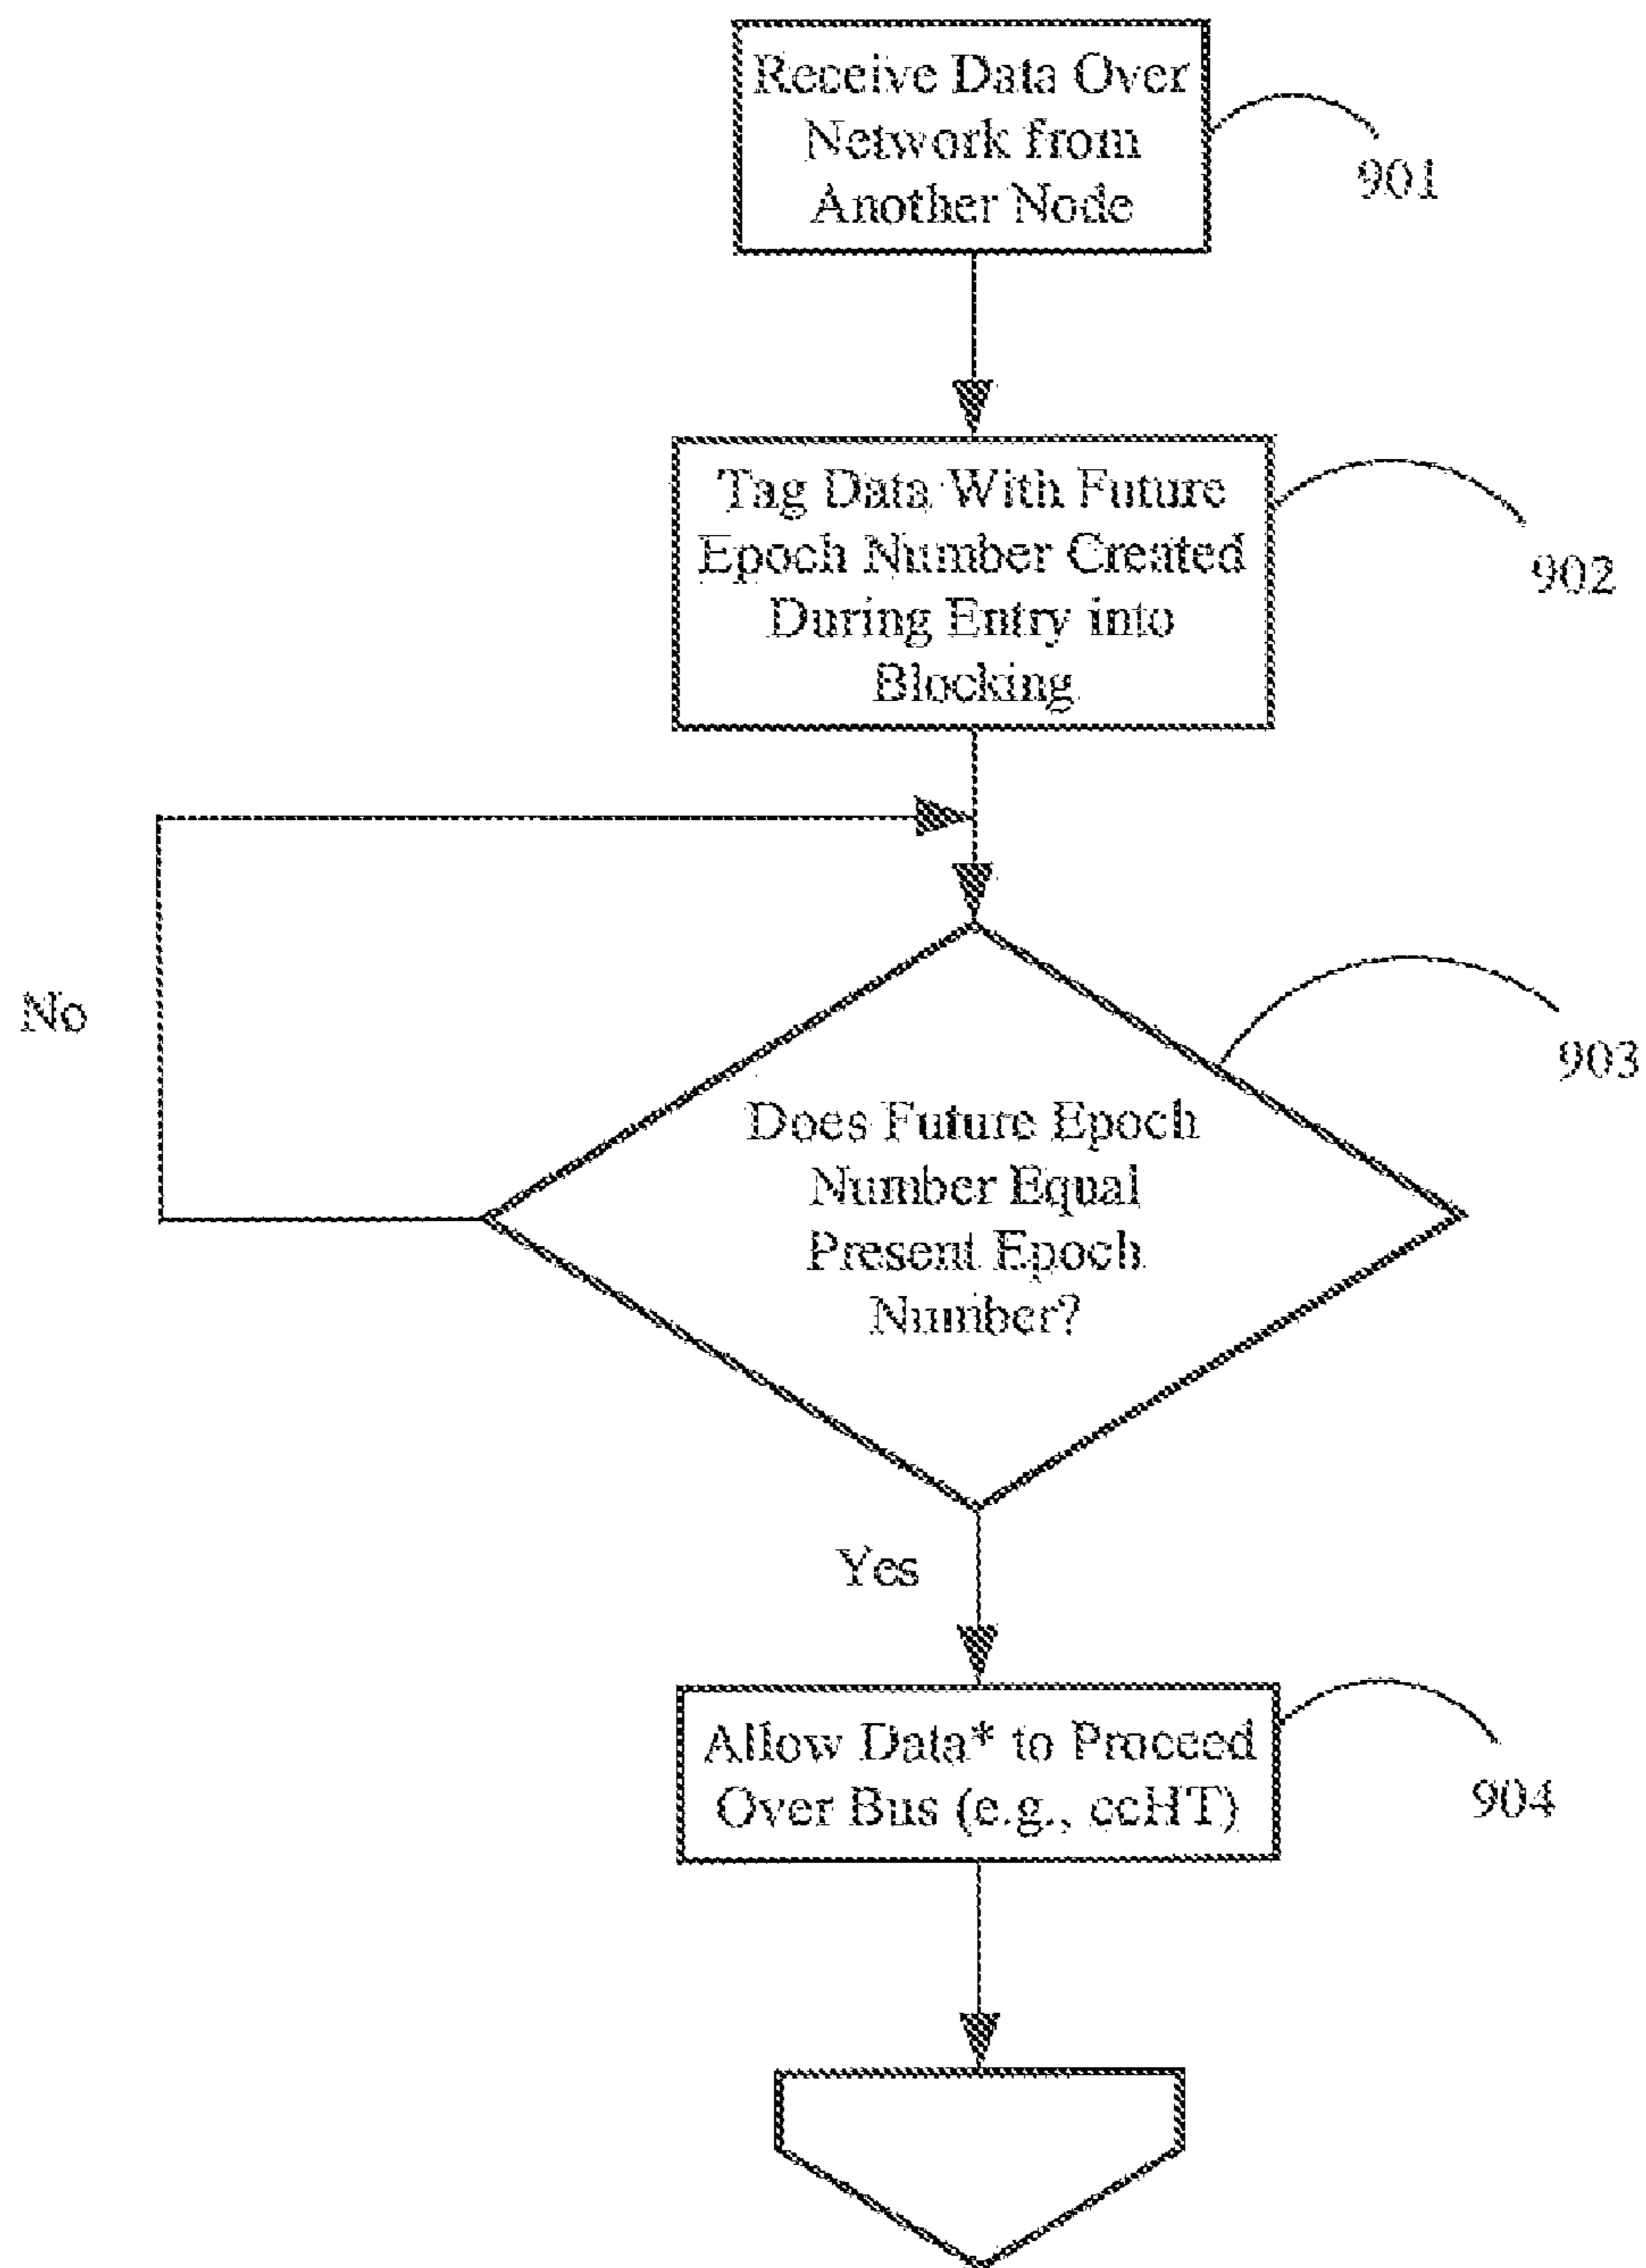 Receive Data Over
Network from
Another Node
901
Tag Data With Future
Epoch Number Created
During Entry into
Blocking
902
No
903
Does Future Epoch
Number Equal
Present Epoch
Number?
Yes
Allow Data* to Proceed
Over Bus (e.g., ccHT)
904